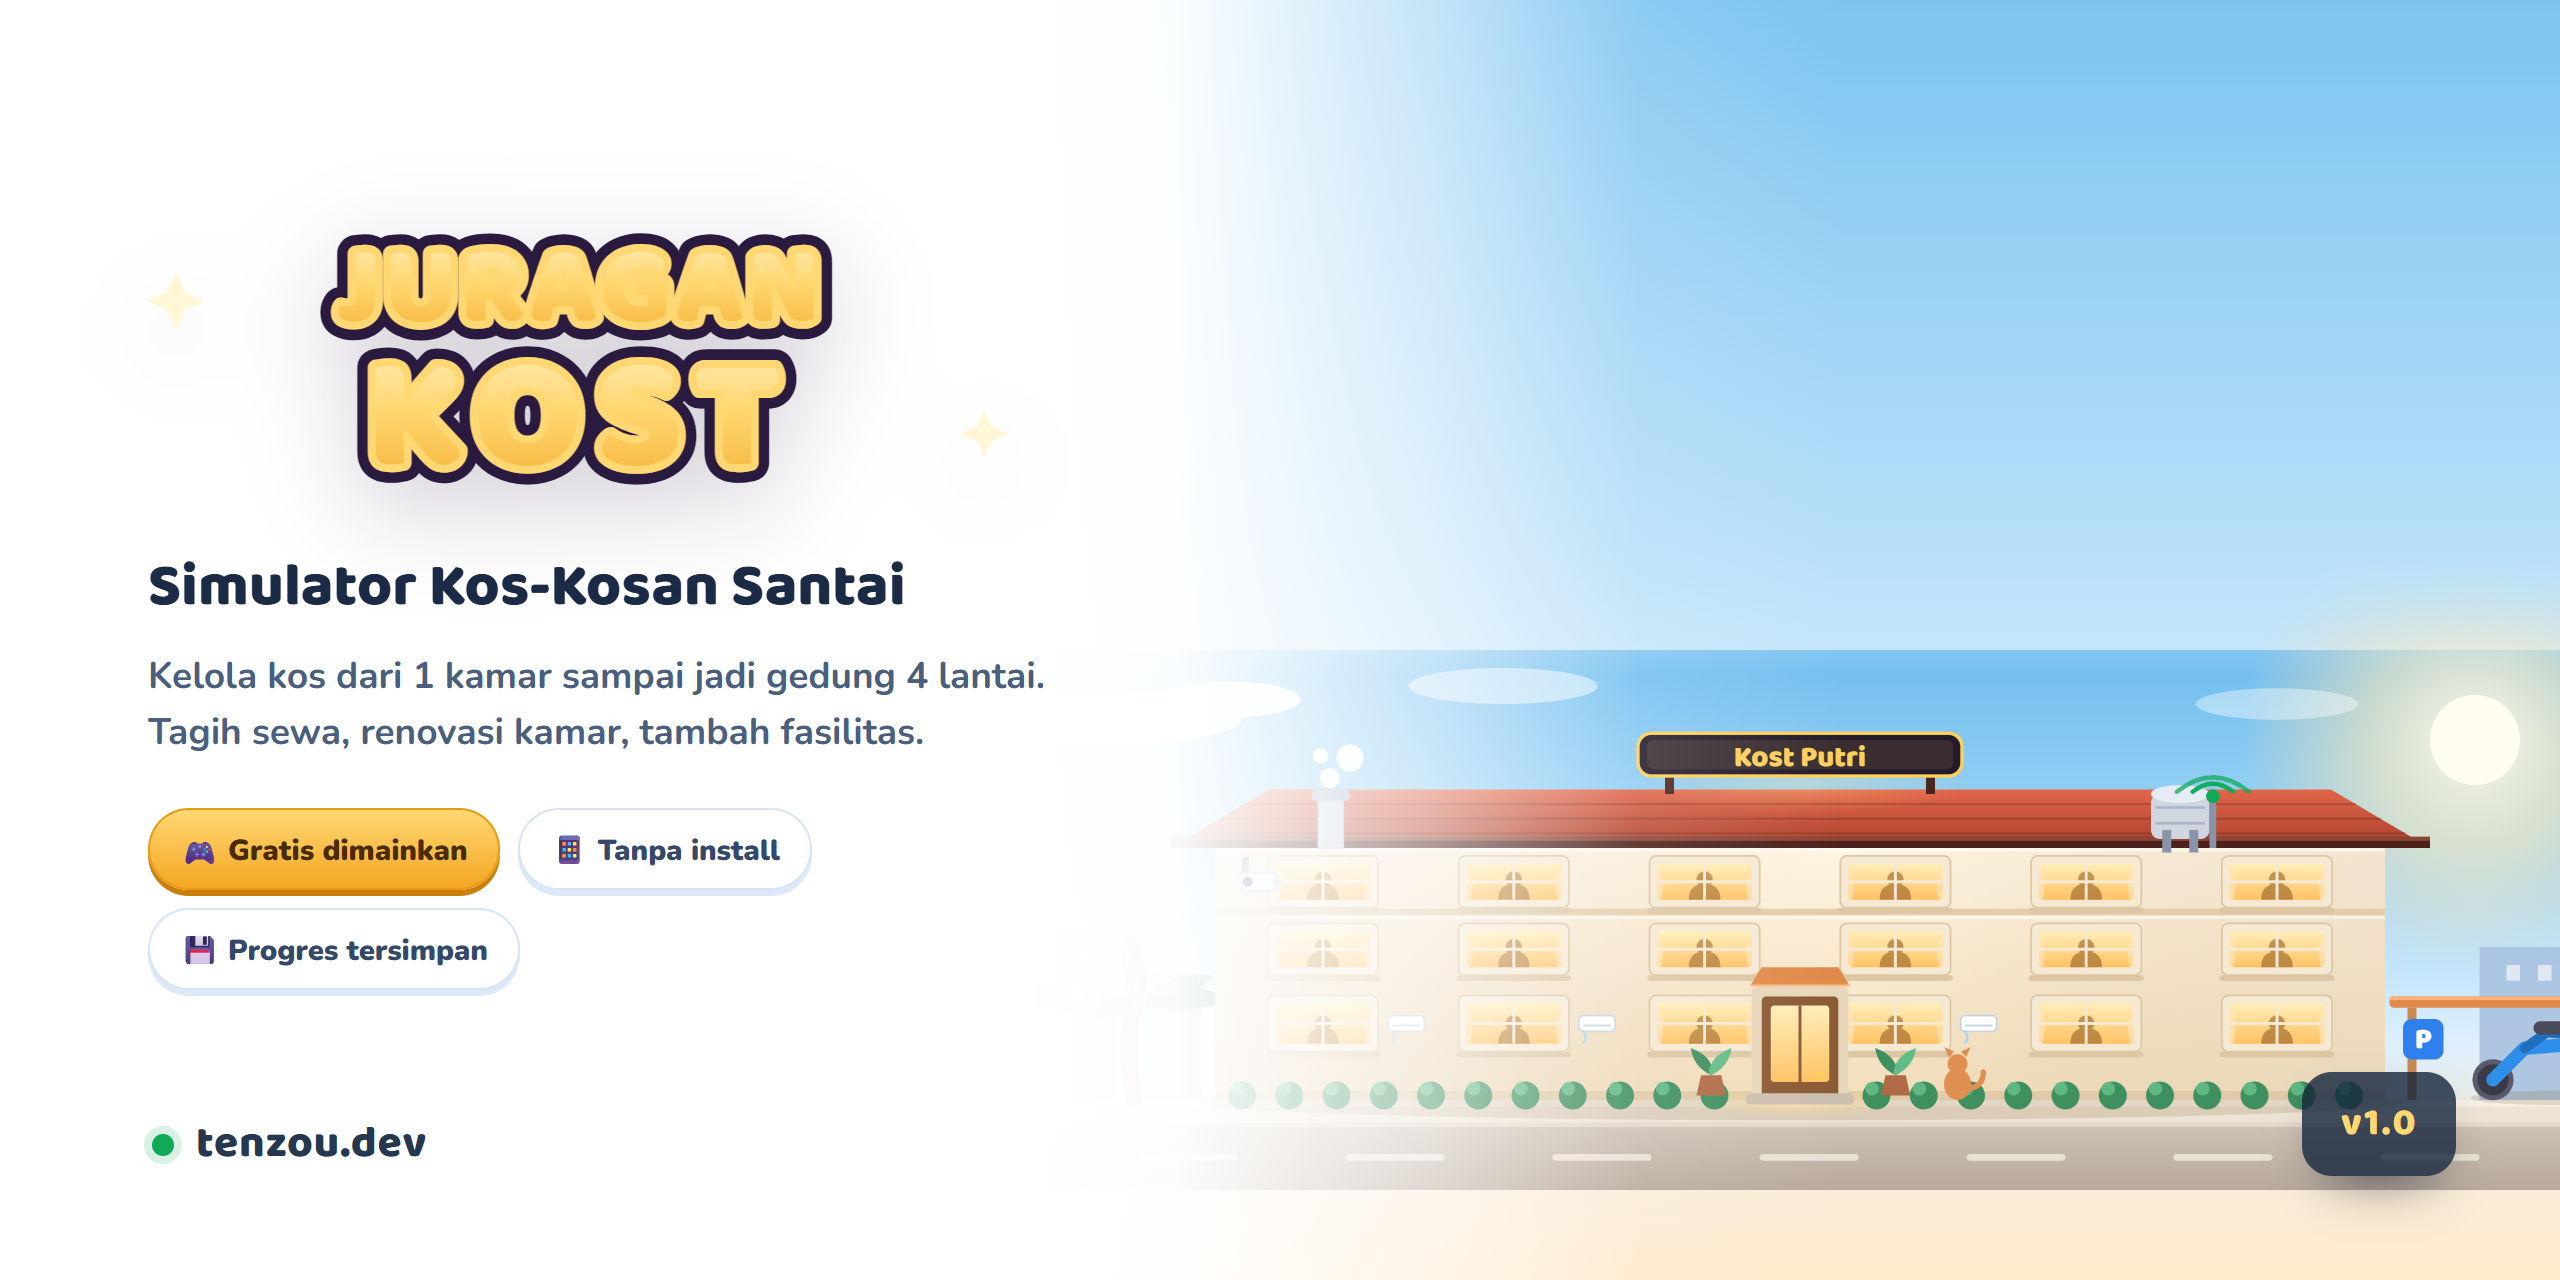 JURAGAN
KOST
Simulator Kos-Kosan Santai
Kelola kos dari 1 kamar sampai jadi gedung 4 lantai.
Tagih sewa, renovasi kamar, tambah fasilitas.
Gratis dimainkan
Tanpa install
Progres tersimpan
tenzou.dev
Kost Putri
P
v1.0